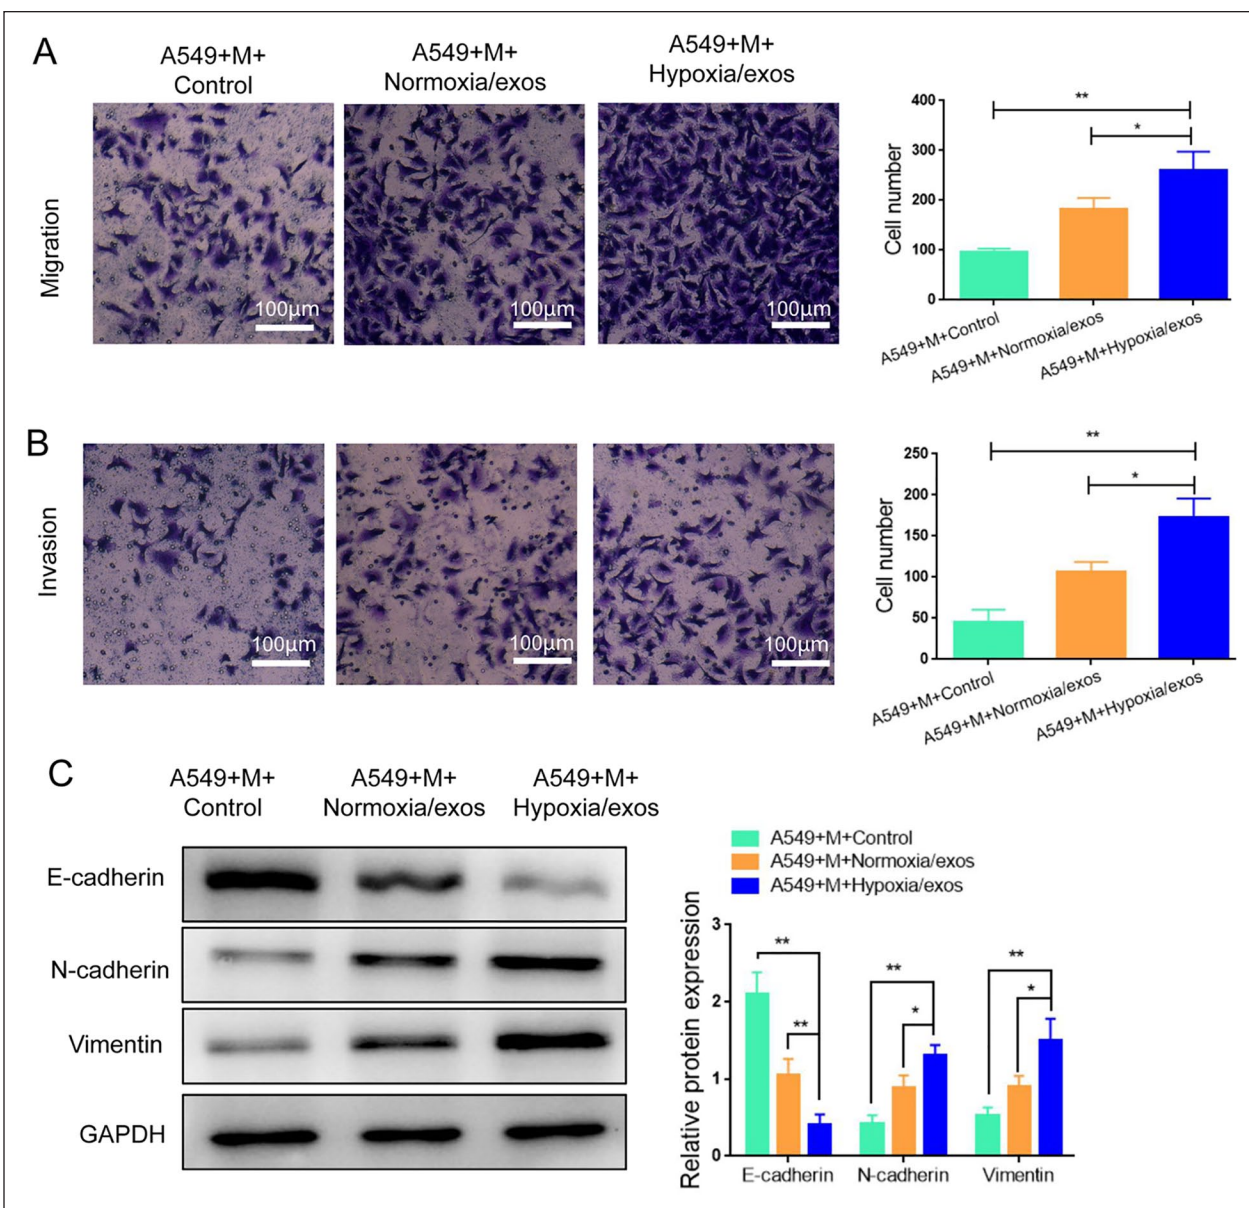 A
A549+M+
Control
A549+M+
Normoxia/exos
A549+M+
Hypoxia/exos
Migration
100μm
100μm
100μm
Cell number
400
300
200
100
0
**
*
A549+M+Control
A549+M+Normoxia/exos
A549+M+Hypoxia/exos
B
Invasion
100μm
100μm
100μm
Cell number
250
200
150
100
50
0
**
*
A549+M+Control
A549+M+Normoxia/exos
A549+M+Hypoxia/exos
C
A549+M+
Control
A549+M+
Normoxia/exos
A549+M+
Hypoxia/exos
E-cadherin
N-cadherin
Vimentin
GAPDH
A549+M+Control
A549+M+Normoxia/exos
A549+M+Hypoxia/exos
Relative protein expression
3
2
1
0
**
**
**
*
**
*
E-cadherin
N-cadherin
Vimentin